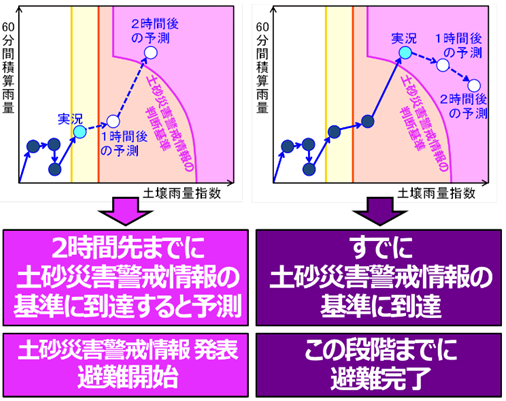 60分間積算雨量
2時間後
の予測
実況
1時間後
の予測
土砂災害警戒情報の
判断基準
土壌雨量指数
60分間積算雨量
実況
1時間後
の予測
2時間後
の予測
土砂災害警戒情報の
判断基準
土壌雨量指数
2時間先までに
土砂災害警戒情報の
基準に到達すると予測
土砂災害警戒情報 発表
避難開始
すでに
土砂災害警戒情報の
基準に到達
この段階までに
避難完了